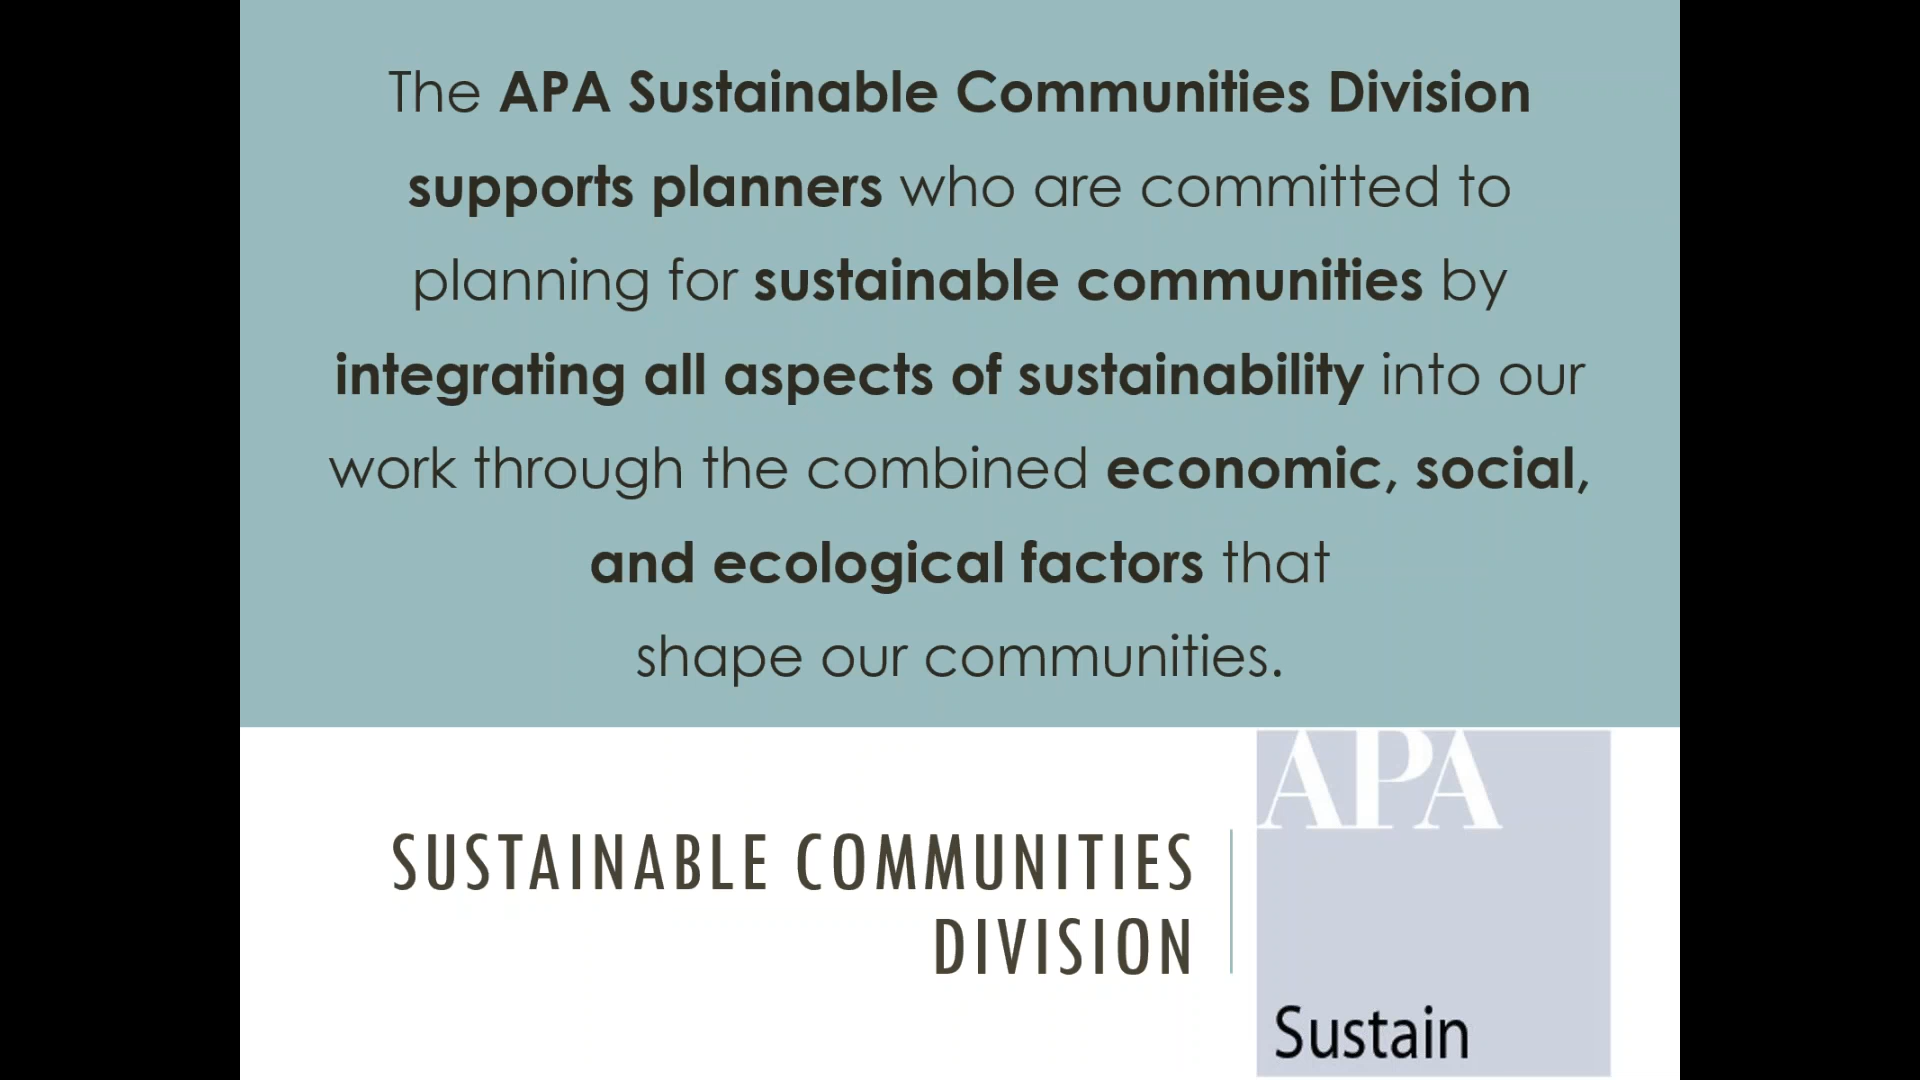 The APA Sustainable Communities Division
supports planners who are committed to
planning for sustainable communities by
integrating all aspects of sustainability into our
work through the combined economic, social,
and ecological factors that
shape our communities.
SUSTAINABLE COMMUNITIES
DIVISION
APA
Sustain